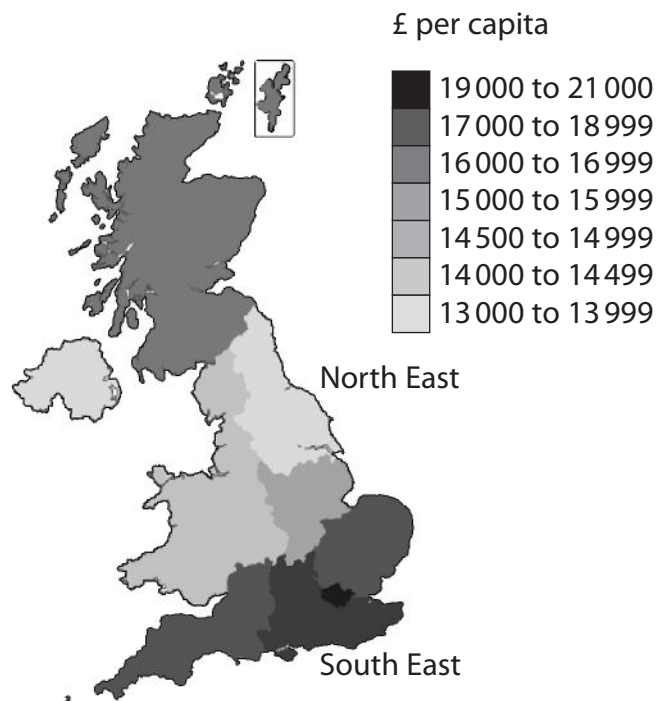 £ per capita
19 000 to 21 000
17 000 to 18 999
16 000 to 16 999
15 000 to 15 999
14 500 to 14 999
14 000 to 14 499
13 000 to 13 999
North East
South East